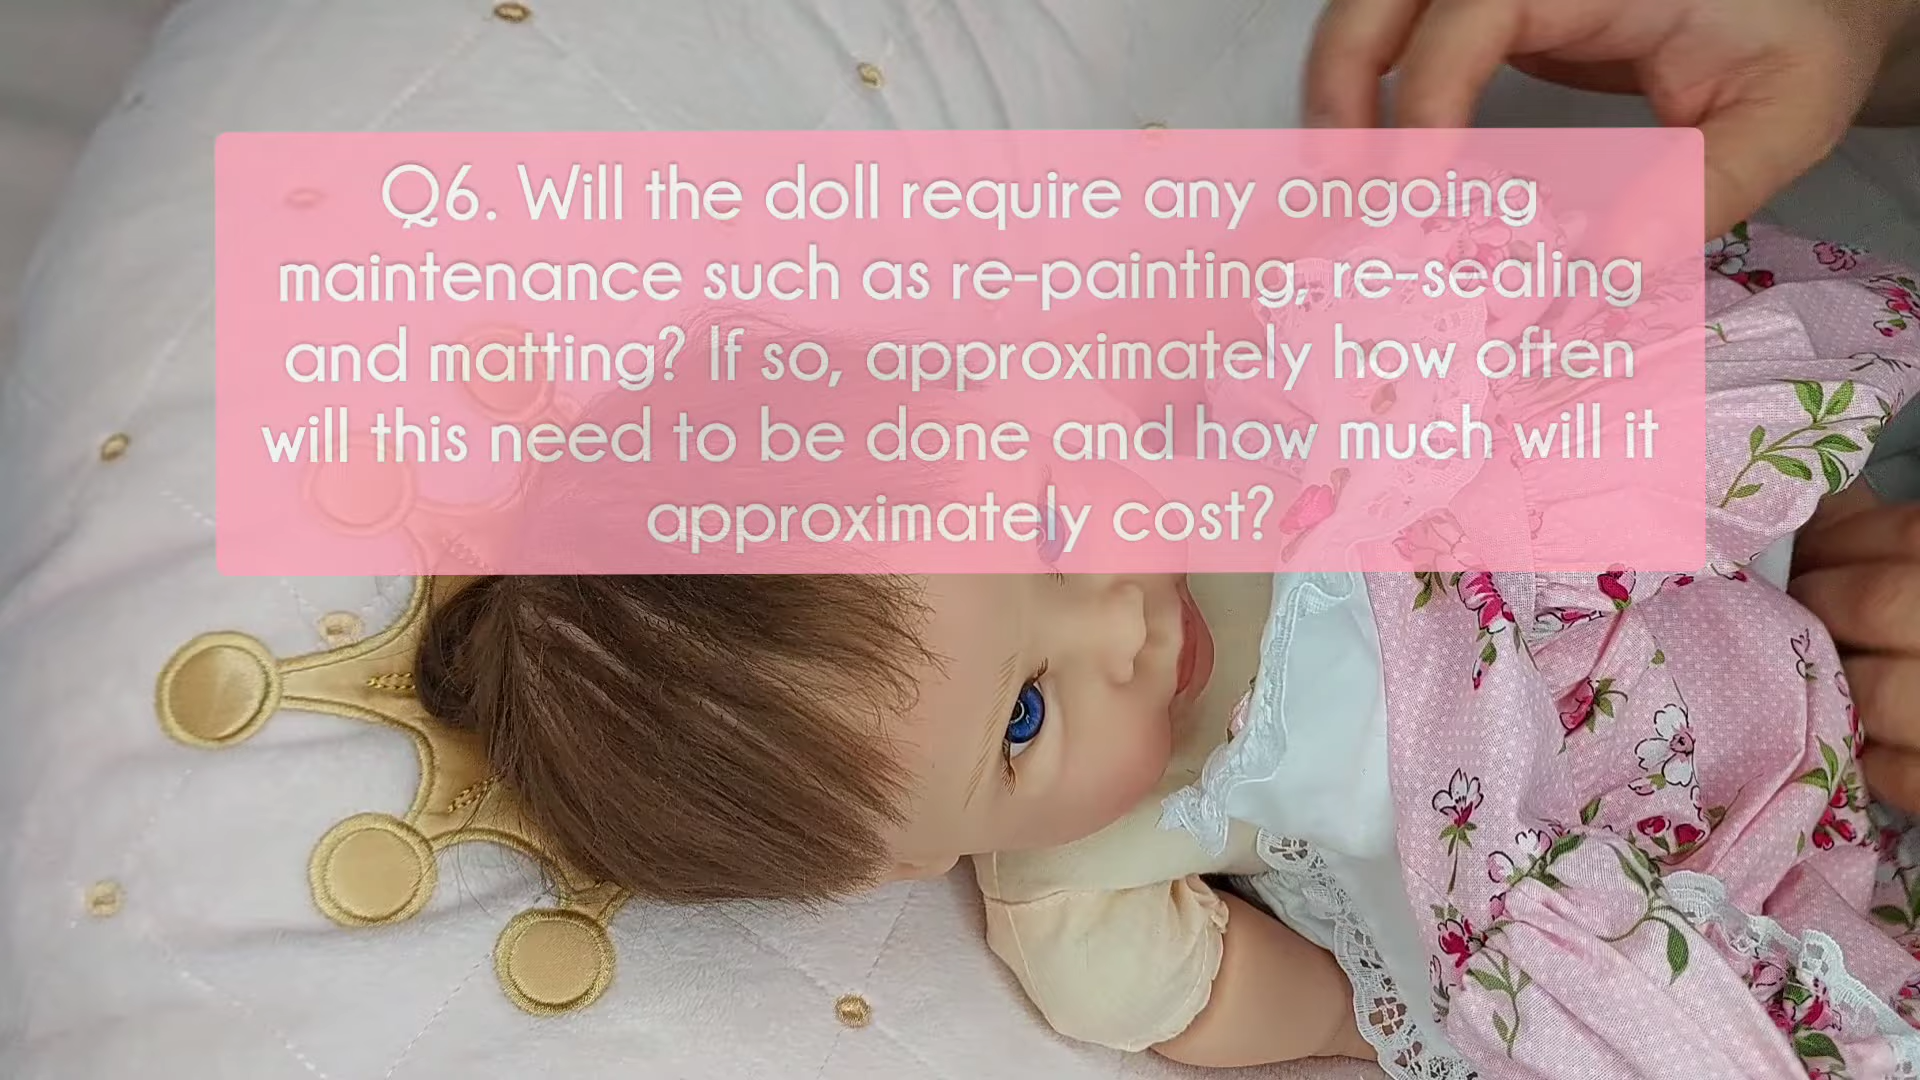 Q6. Will the doll require any ongoing
maintenance such as re-painting, re-sealing
and matting? If so, approximately how often
will this need to be done and how much will it
approximately cost?